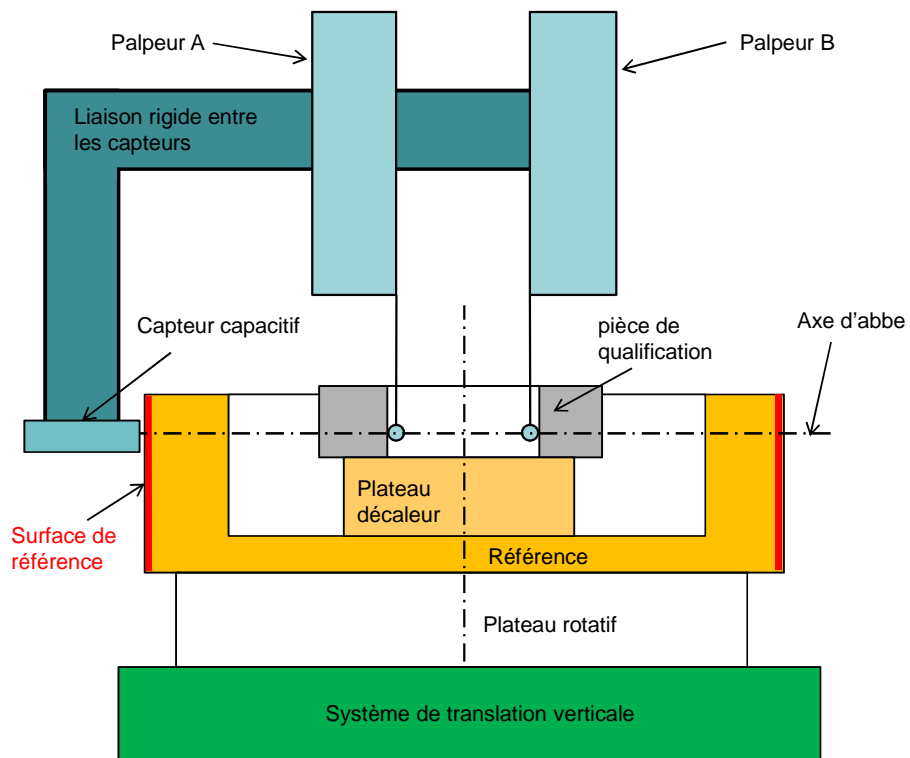 Palpeur A
Palpeur B
Liaison rigide entre
les capteurs
Capteur capacitif
pièce de
qualification
Axe d'abbe
Plateau
décaleur
Surface de
référence
Référence
Plateau rotatif
Système de translation verticale